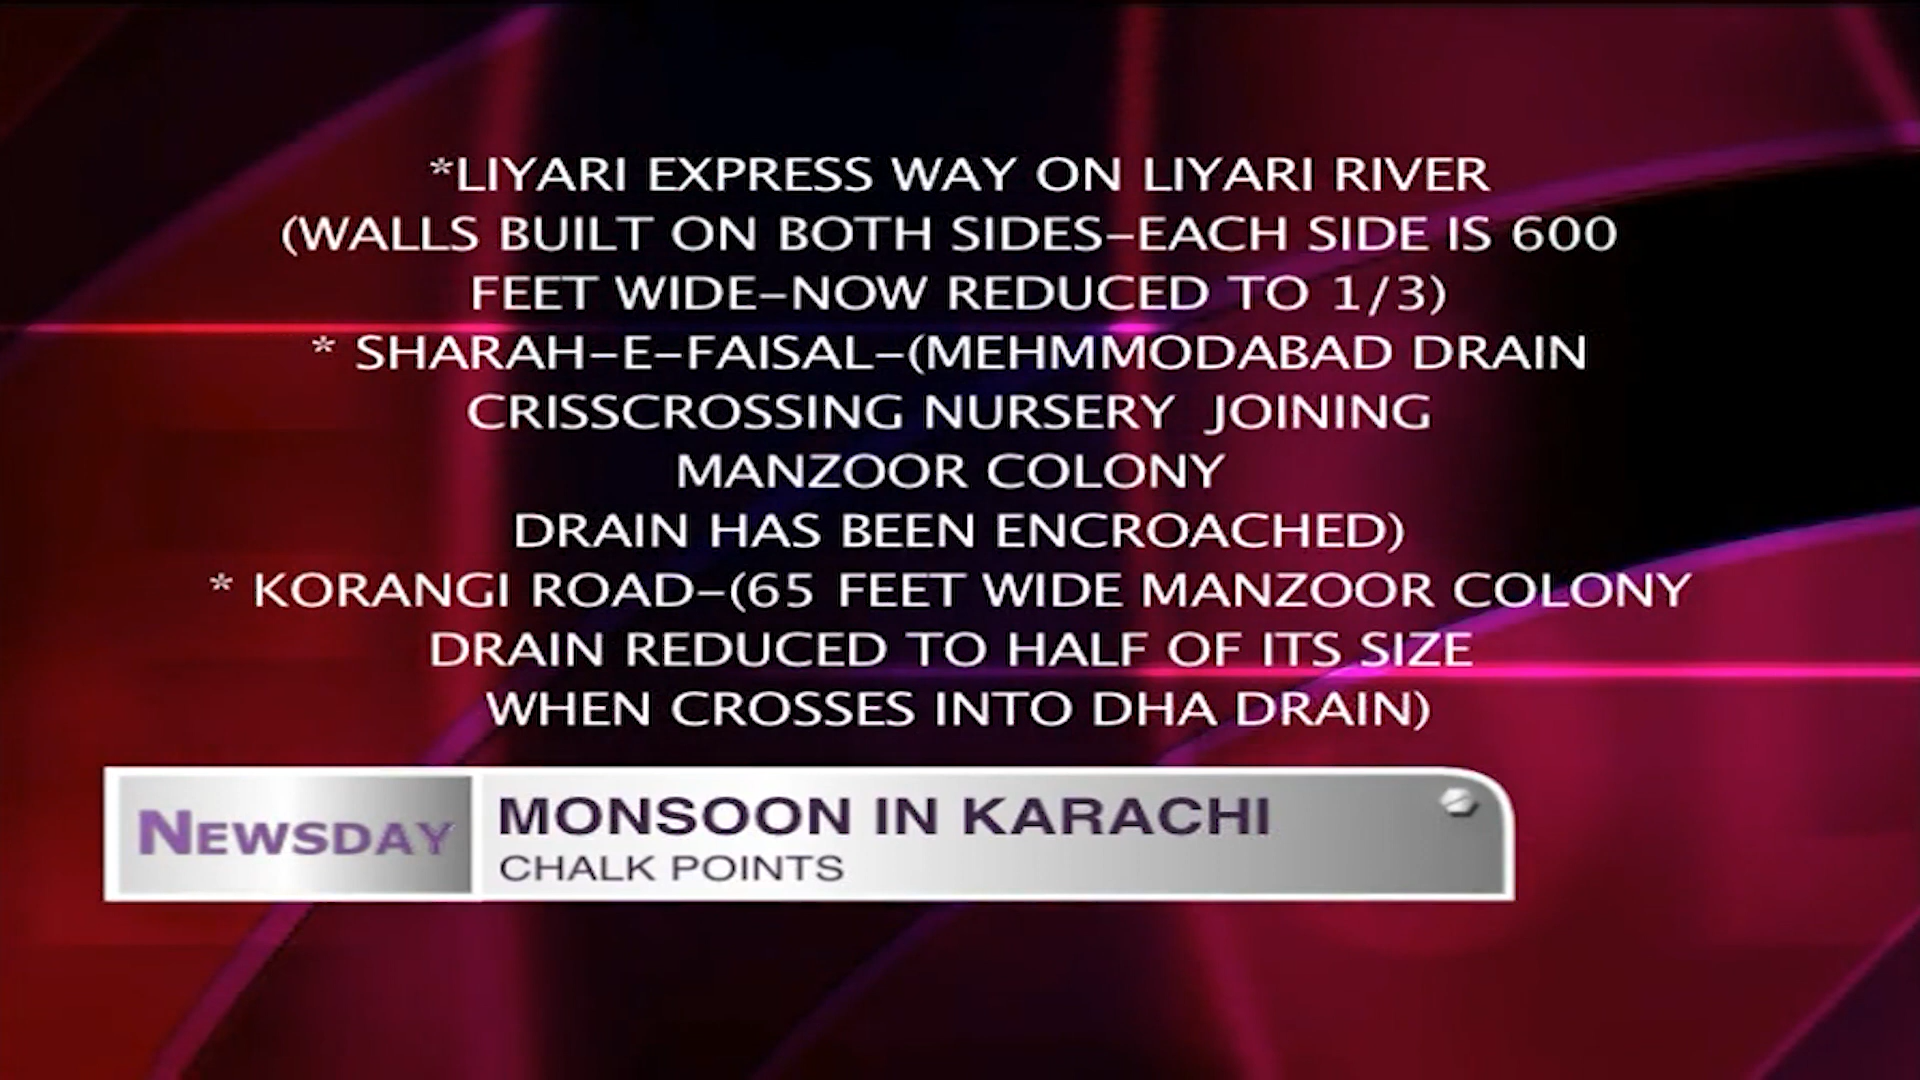 *LIYARI EXPRESS WAY ON LIYARI RIVER
(WALLS BUILT ON BOTH SIDES–EACH SIDE IS 600
FEET WIDE–NOW REDUCED TO 1/3)
* SHARAH–E–FAISAL–(MEHMMODABAD DRAIN
CRISSCROSSING NURSERY JOINING
MANZOOR COLONY
DRAIN HAS BEEN ENCROACHED)
* KORANGI ROAD–(65 FEET WIDE MANZOOR COLONY
DRAIN REDUCED TO HALF OF ITS SIZE
WHEN CROSSES INTO DHA DRAIN)
NEWSDAY
MONSOON IN KARACHI
CHALK POINTS